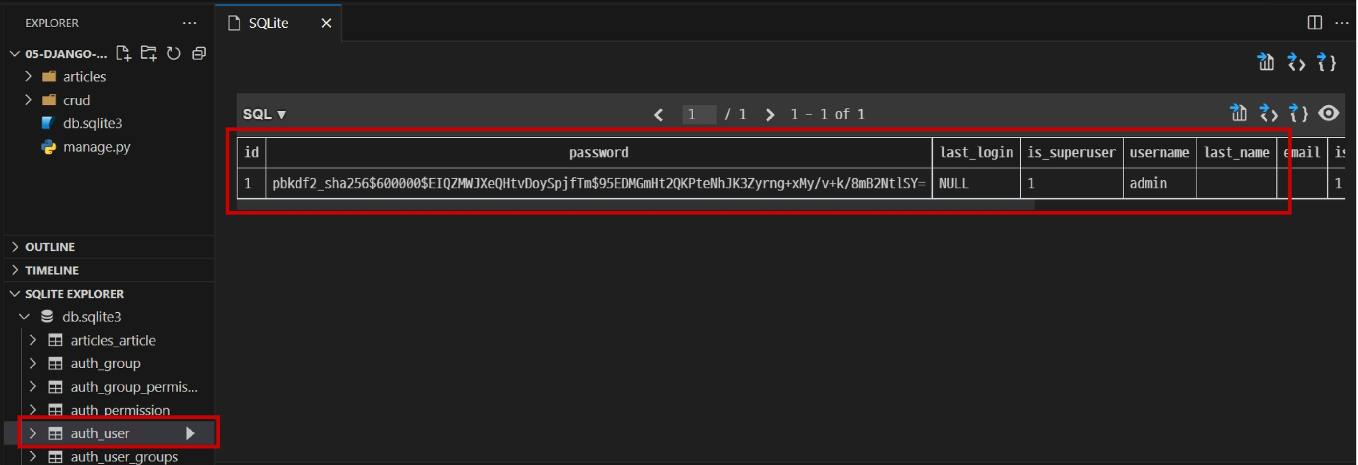 EXPLORER ...
SQLite
05-DJANGO-...
articles
crud
db.sqlite3
manage.py
SQL ▼
1 / 1 1 - 1 of 1
id password last_login is_superuser username last_name email is
1 pbkdf2_sha256$600000$EIQZMWJXeQHtvDoySpjfTm$95EDMGmHt2QKPteNhJK3Zyrng+xMy/v+k/8mB2NtlSY= NULL 1 admin 1
OUTLINE
TIMELINE
SQLITE EXPLORER
db.sqlite3
articles_article
auth_group
auth_group_permis...
auth_permission
auth_user
auth_user_groups